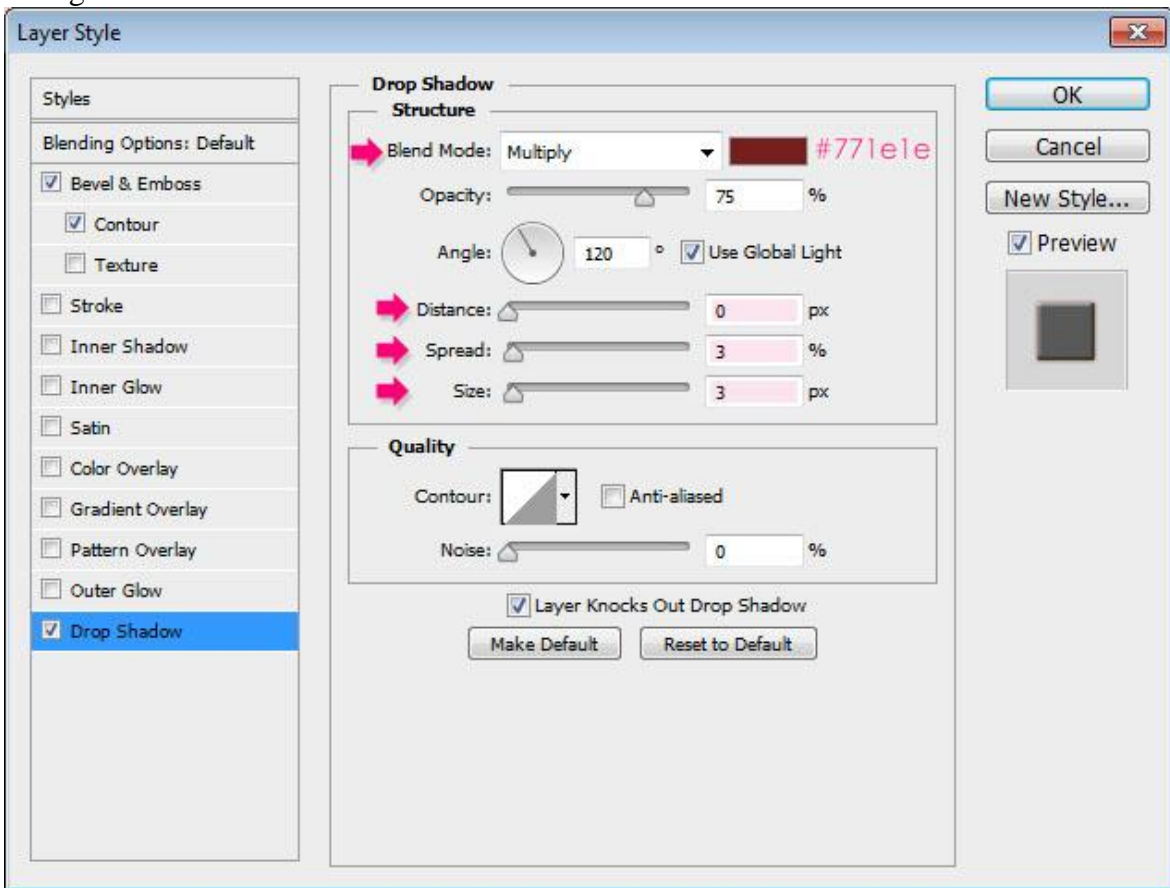 Layer Style
Styles
Blending Options: Default
Bevel & Emboss
Contour
Texture
Stroke
Inner Shadow
Inner Glow
Satin
Color Overlay
Gradient Overlay
Pattern Overlay
Outer Glow
Drop Shadow
Drop Shadow
Structure
Blend Mode: Multiply #771e1e
Opacity: 75 %
Angle: 120 ° Use Global Light
Distance: 0 px
Spread: 3 %
Size: 3 px
Quality
Contour: Anti-aliased
Noise: 0 %
Layer Knocks Out Drop Shadow
Make Default Reset to Default
OK
Cancel
New Style...
Preview